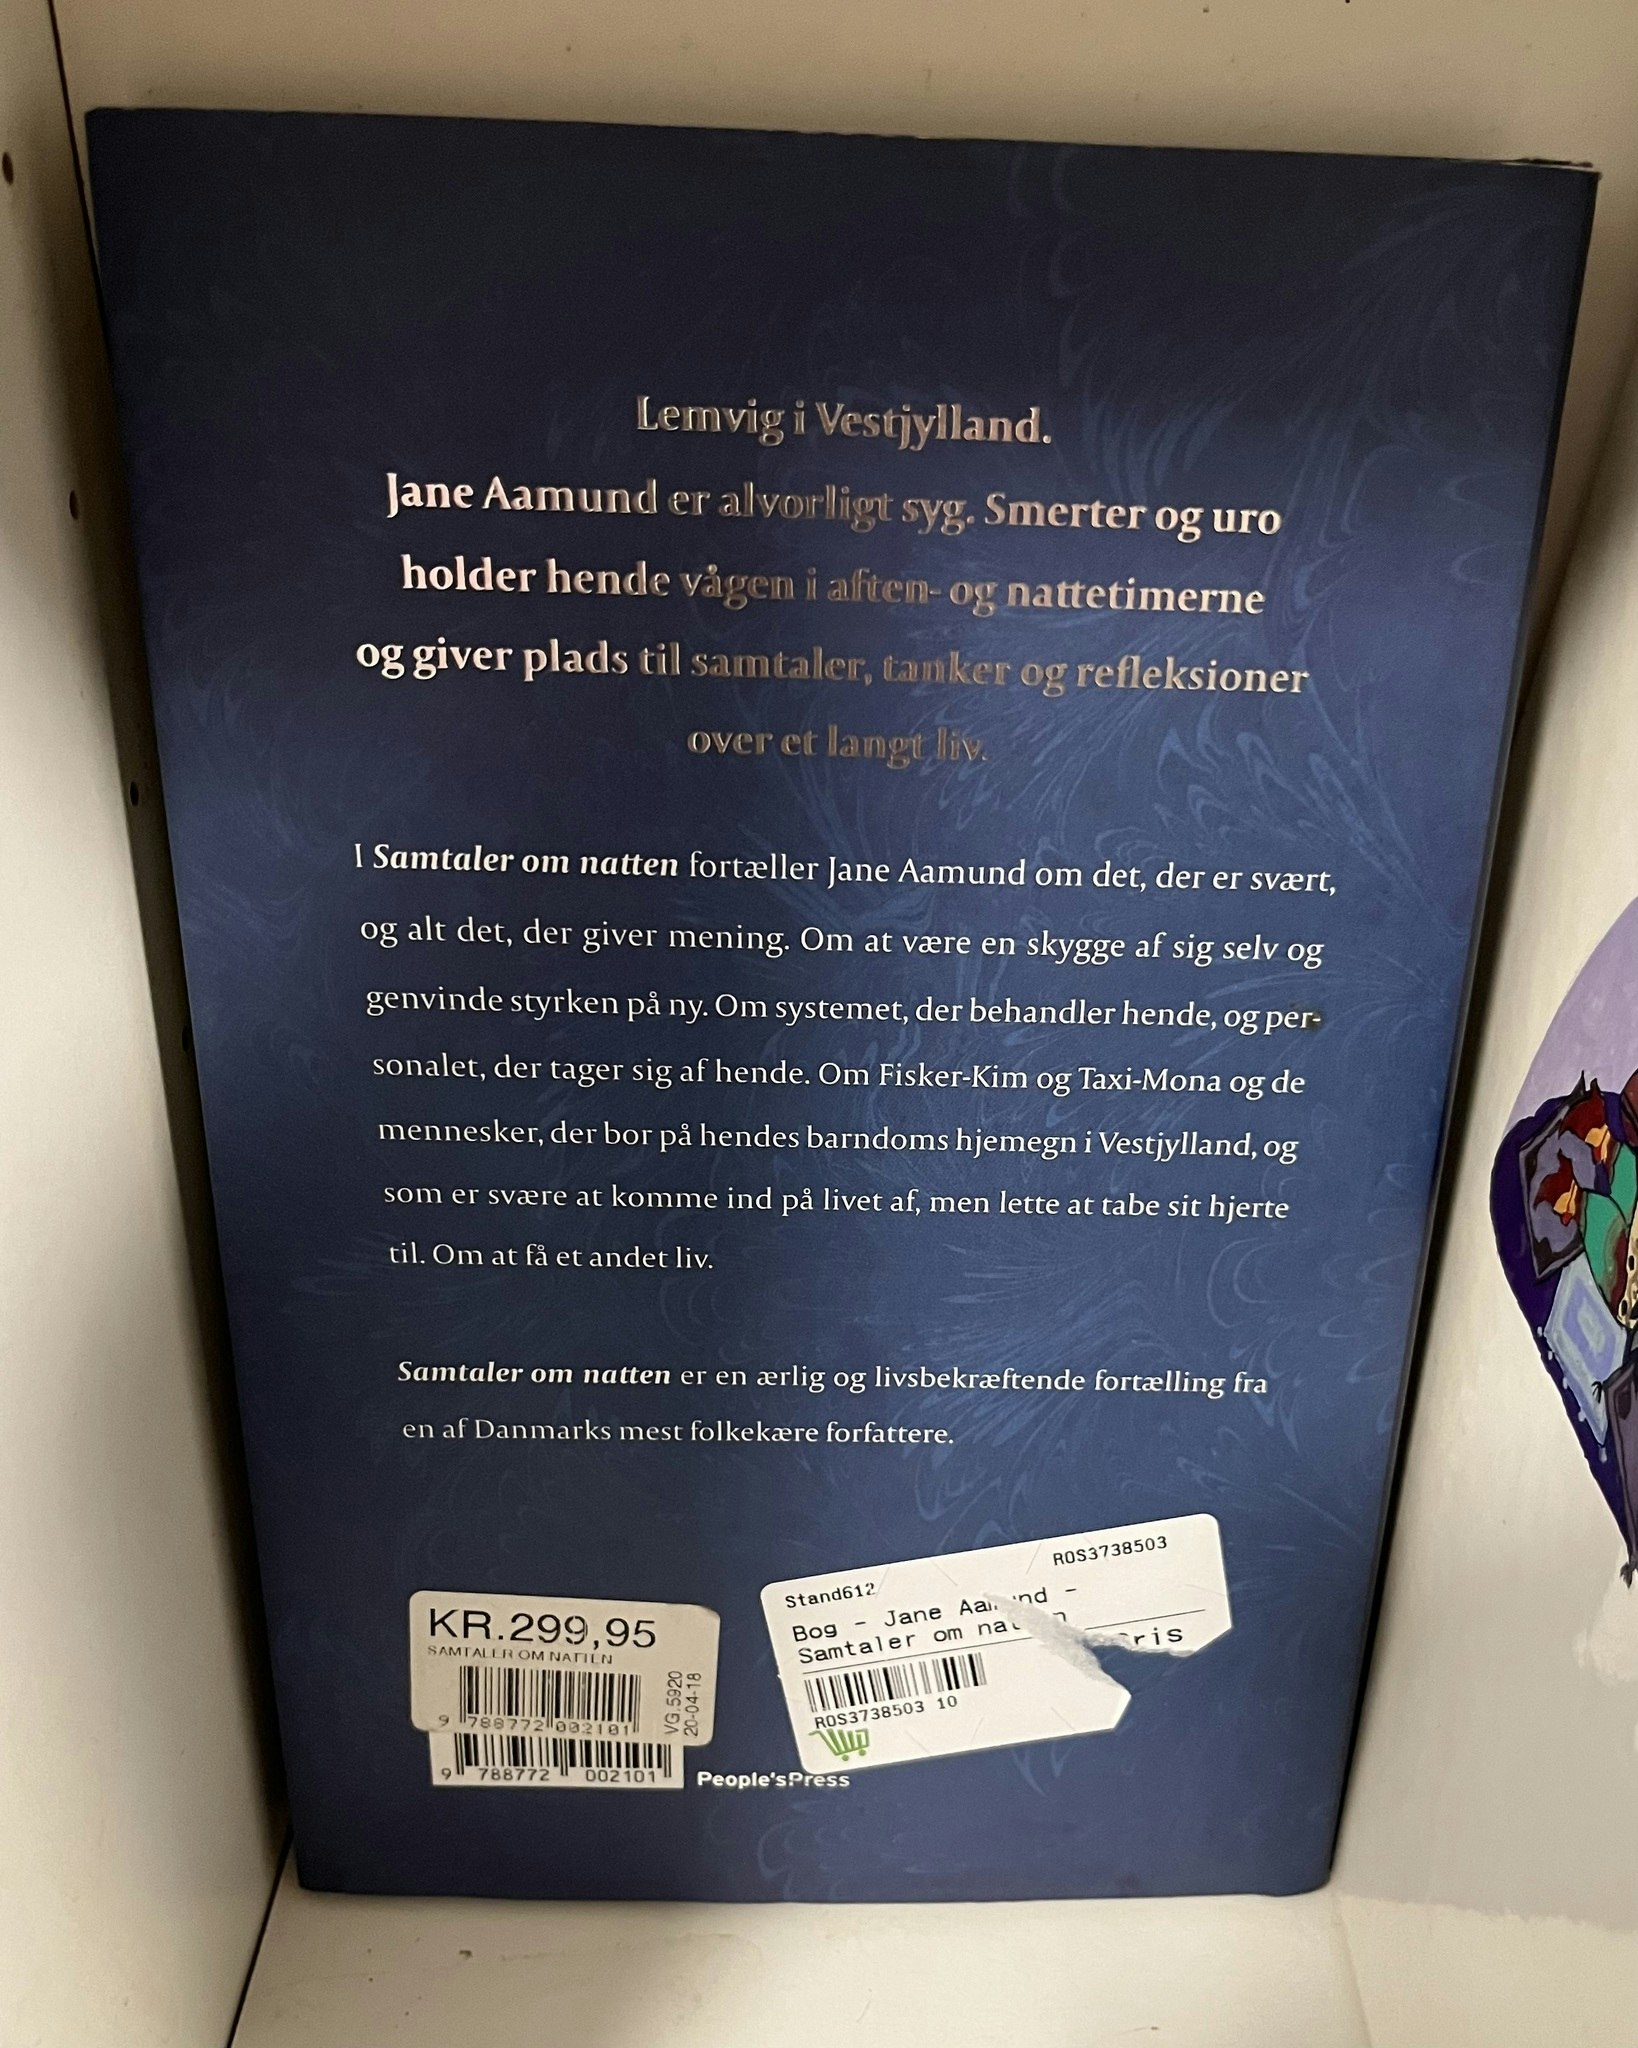 Lemvig i Vestjylland.
Jane Aamund er alvorligt syg. Smerter og uro
holder hende vågen i aften- og nattetimerne
og giver plads til samtaler, tanker og refleksioner
over et langt liv.
I Samtaler om natten fortæller Jane Aamund om det, der er svært,
og alt det, der giver mening. Om at være en skygge af sig selv og
genvinde styrken på ny. Om systemet, der behandler hende, og per-
sonalet, der tager sig af hende. Om Fisker-Kim og Taxi-Mona og de
mennesker, der bor på hendes barndoms hjemegn i Vestjylland, og
som er svære at komme ind på livet af, men lette at tabe sit hjerte
til. Om at få et andet liv.
Samtaler om natten er en ærlig og livsbekræftende fortælling fra
en af Danmarks mest folkekære forfattere.
KR.299,95
SAMTALER OM NATTEN
9 788772 002101
VG.5920
20-04-18
9 788772 002101
People'sPress
Stand612
ROS3738503
Bog - Jane -
Samtaler om
ROS3738503 10